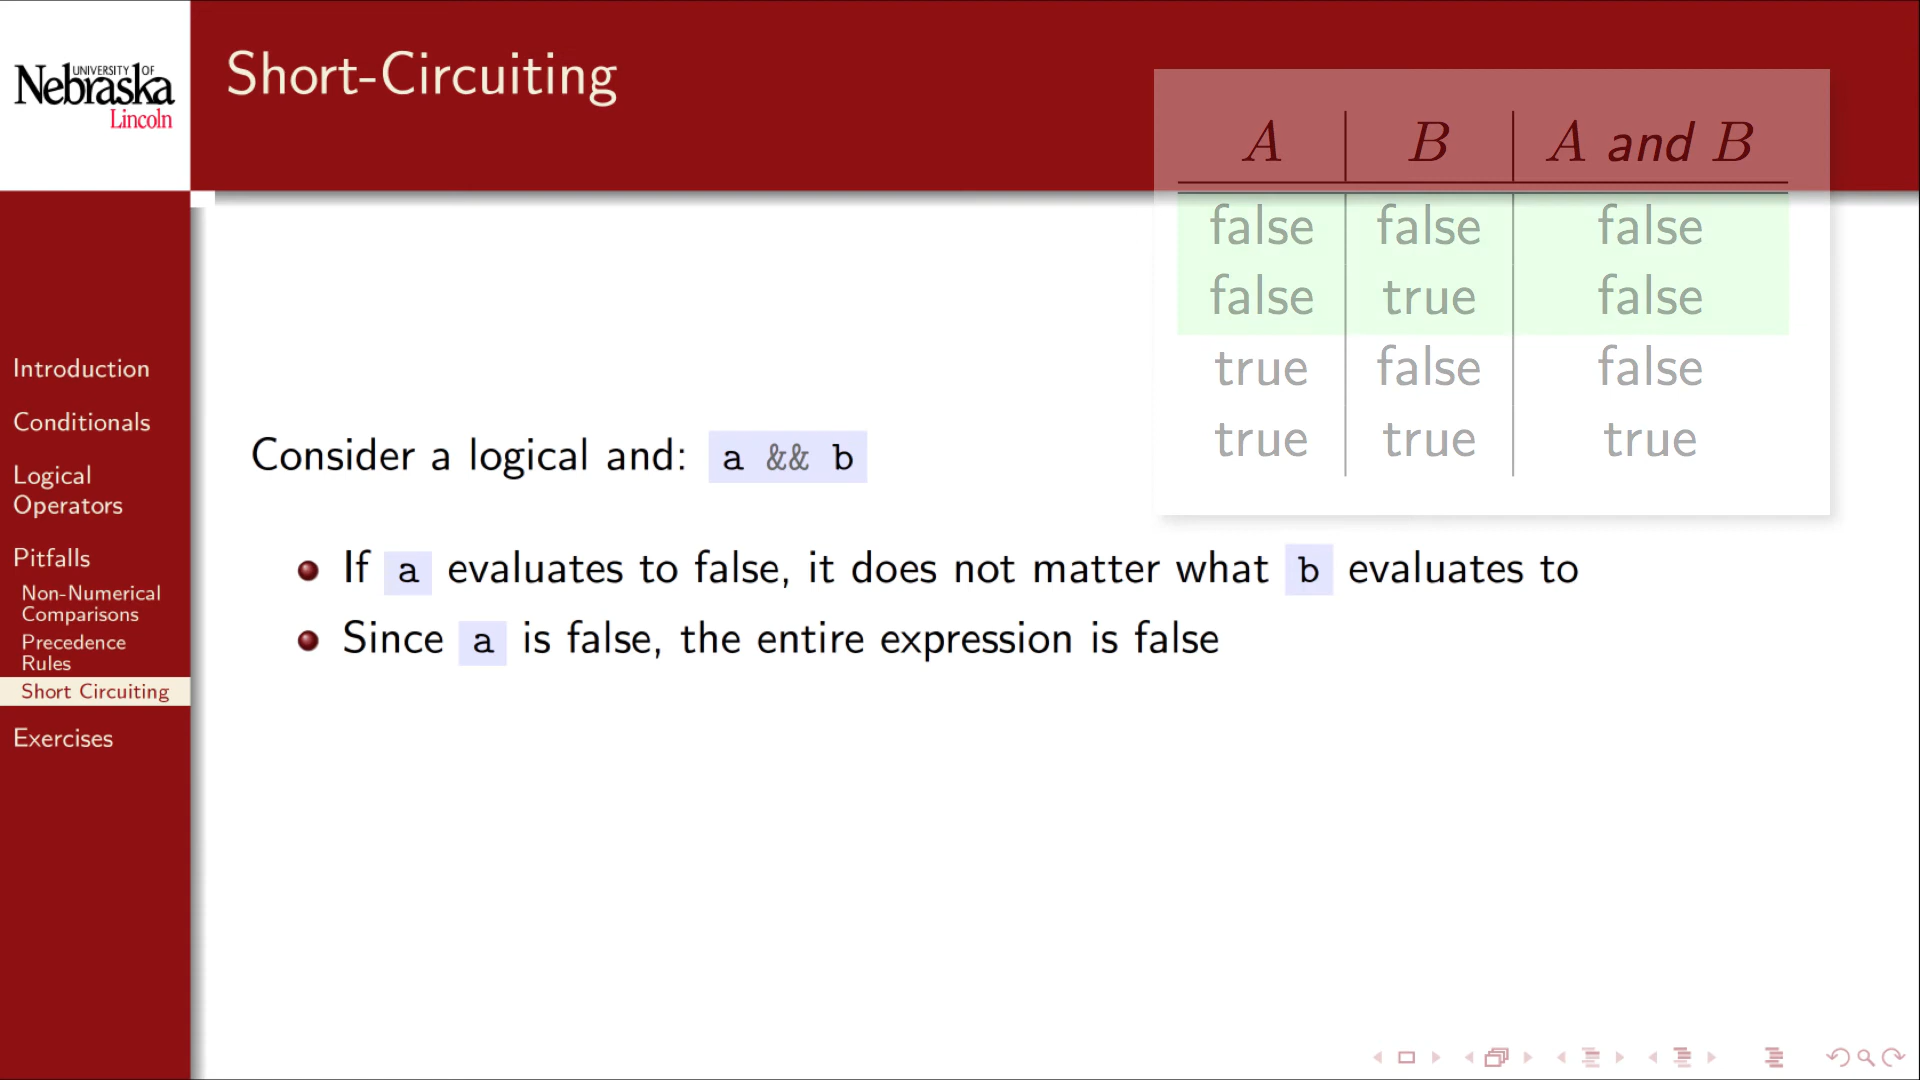 UNIVERSITY OF
Nebraska
Lincoln
Short-Circuiting
A B A and B
false false false
false true false
true false false
true true true
Introduction
Conditionals
Logical
Operators
Pitfalls
Non-Numerical
Comparisons
Precedence
Rules
Short Circuiting
Exercises
Consider a logical and: a && b
If a evaluates to false, it does not matter what b evaluates to
Since a is false, the entire expression is false